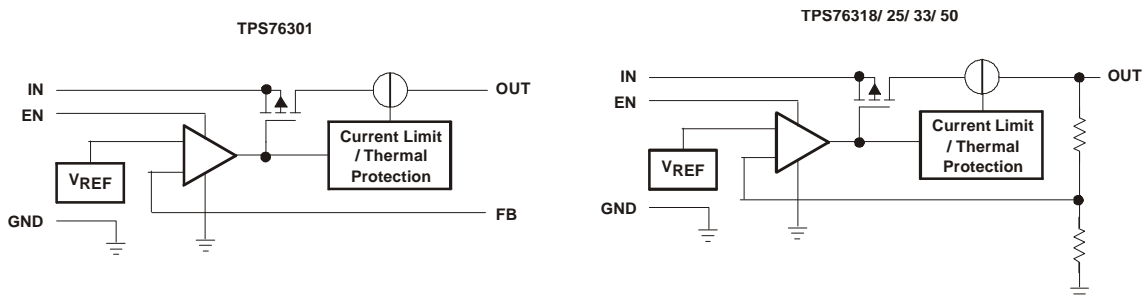 TPS76301
IN
OUT
EN
Current Limit
/ Thermal
Protection
VREF
GND
FB
TPS76318/ 25/ 33/ 50
IN
OUT
EN
Current Limit
/ Thermal
Protection
VREF
GND